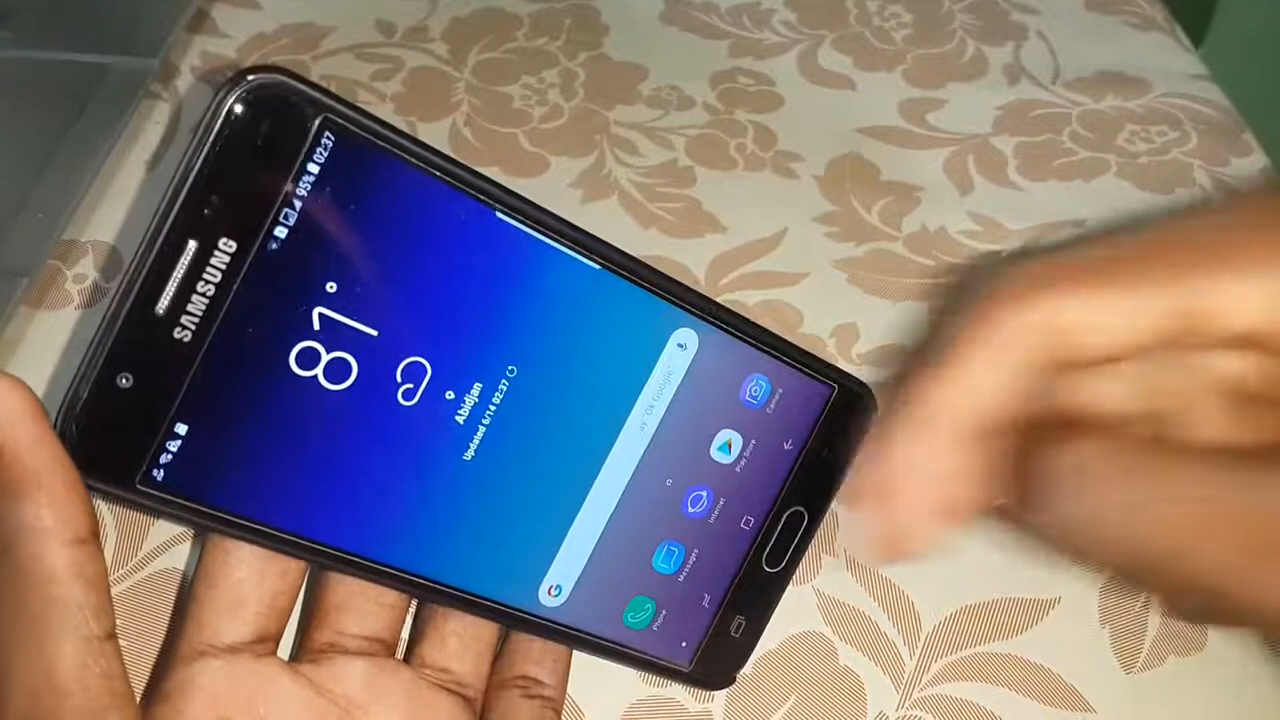 95% 02:37
SAMSUNG
81°
Abidjan
Updated 6/14 02:37
"Ok Google"
G
Phone
Messages
Internet
Play Store
Camera